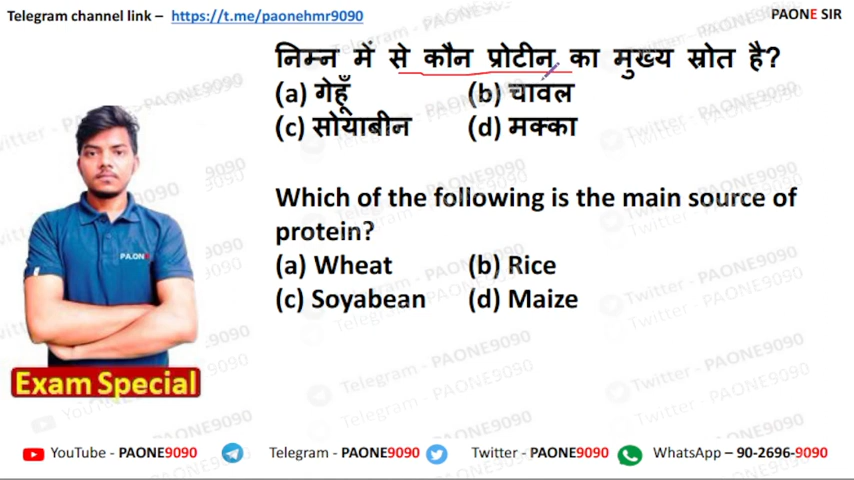 Telegram channel link – https://t.me/paonehmr9090
PAONE SIR
निम्न में से कौन प्रोटीन का मुख्य स्रोत है?
(a) गेहूँ (b) चावल
(c) सोयाबीन (d) मक्का
Which of the following is the main source of
protein?
(a) Wheat (b) Rice
(c) Soyabean (d) Maize
PAONE
Exam Special
YouTube - PAONE9090 Telegram - PAONE9090 Twitter - PAONE9090 WhatsApp – 90-2696-9090